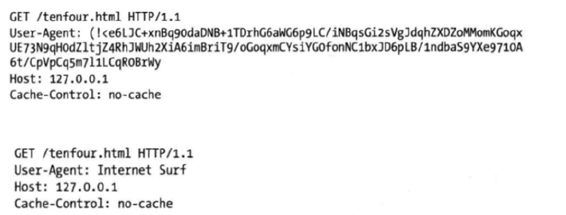 GET /tenfour.html HTTP/1.1
User-Agent: (!<e6LJC+xnBq90daDNB+1TDrhG6aWG6p9LC/iNBqsGi2sVgJdqhZXDZoMMomKGoqx
UE73N9qH0dZltjZ4RhJWUh2XiA6imBriT9/oGoqxmCYsiYGOfonNC1bxJD6pLB/1ndbaS9YXe9710A
6t/CpVpCq5m7l1LCqROBrWy
Host: 127.0.0.1
Cache-Control: no-cache
GET /tenfour.html HTTP/1.1
User-Agent: Internet Surf
Host: 127.0.0.1
Cache-Control: no-cache